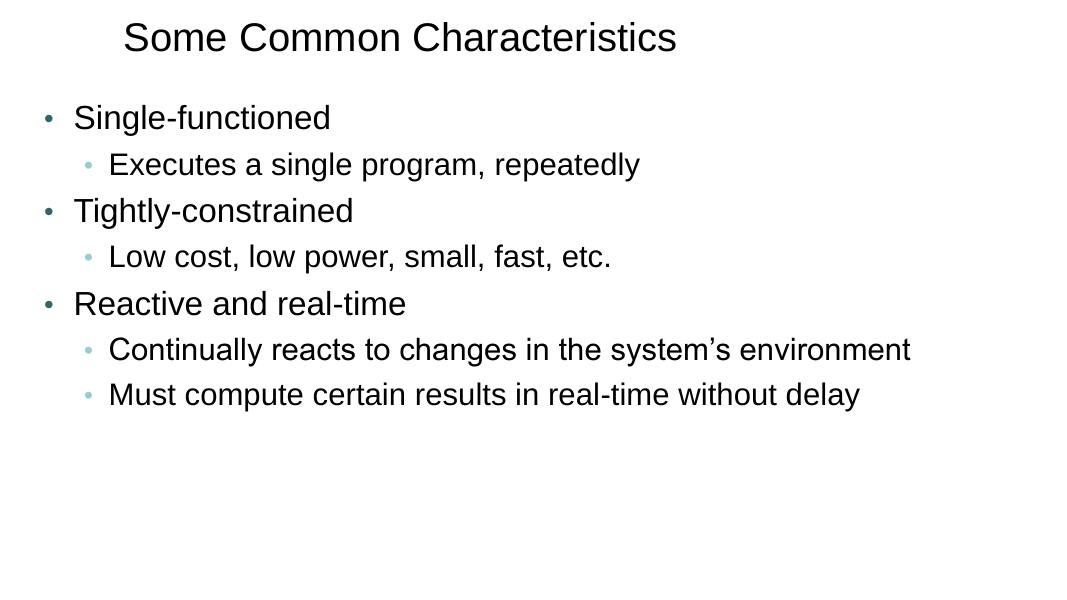 Some Common Characteristics
• Single-functioned
• Executes a single program, repeatedly
• Tightly-constrained
• Low cost, low power, small, fast, etc.
• Reactive and real-time
• Continually reacts to changes in the system’s environment
• Must compute certain results in real-time without delay